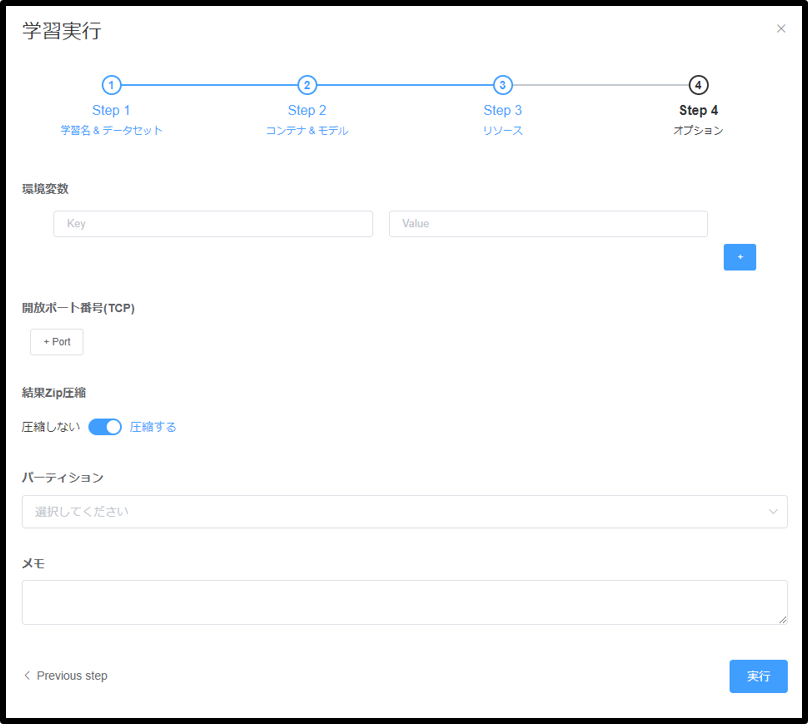 学習実行
1 2 3 4
Step 1 Step 2 Step 3 Step 4
学習名 & データセット コンテナ & モデル リソース オプション
環境変数
Key Value
+
開放ポート番号(TCP)
+ Port
結果Zip圧縮
圧縮しない 圧縮する
パーティション
選択してください
メモ
Previous step 実行